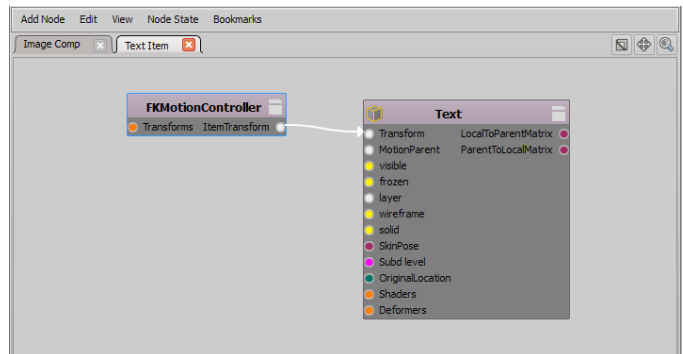 Add Node Edit View Node State Bookmarks
Image Comp Text Item
FKMotionController
Transforms ItemTransform
Text
Transform LocalToParentMatrix
MotionParent ParentToLocalMatrix
visible
frozen
layer
wireframe
solid
SkinPose
Subd level
OriginalLocation
Shaders
Deformers